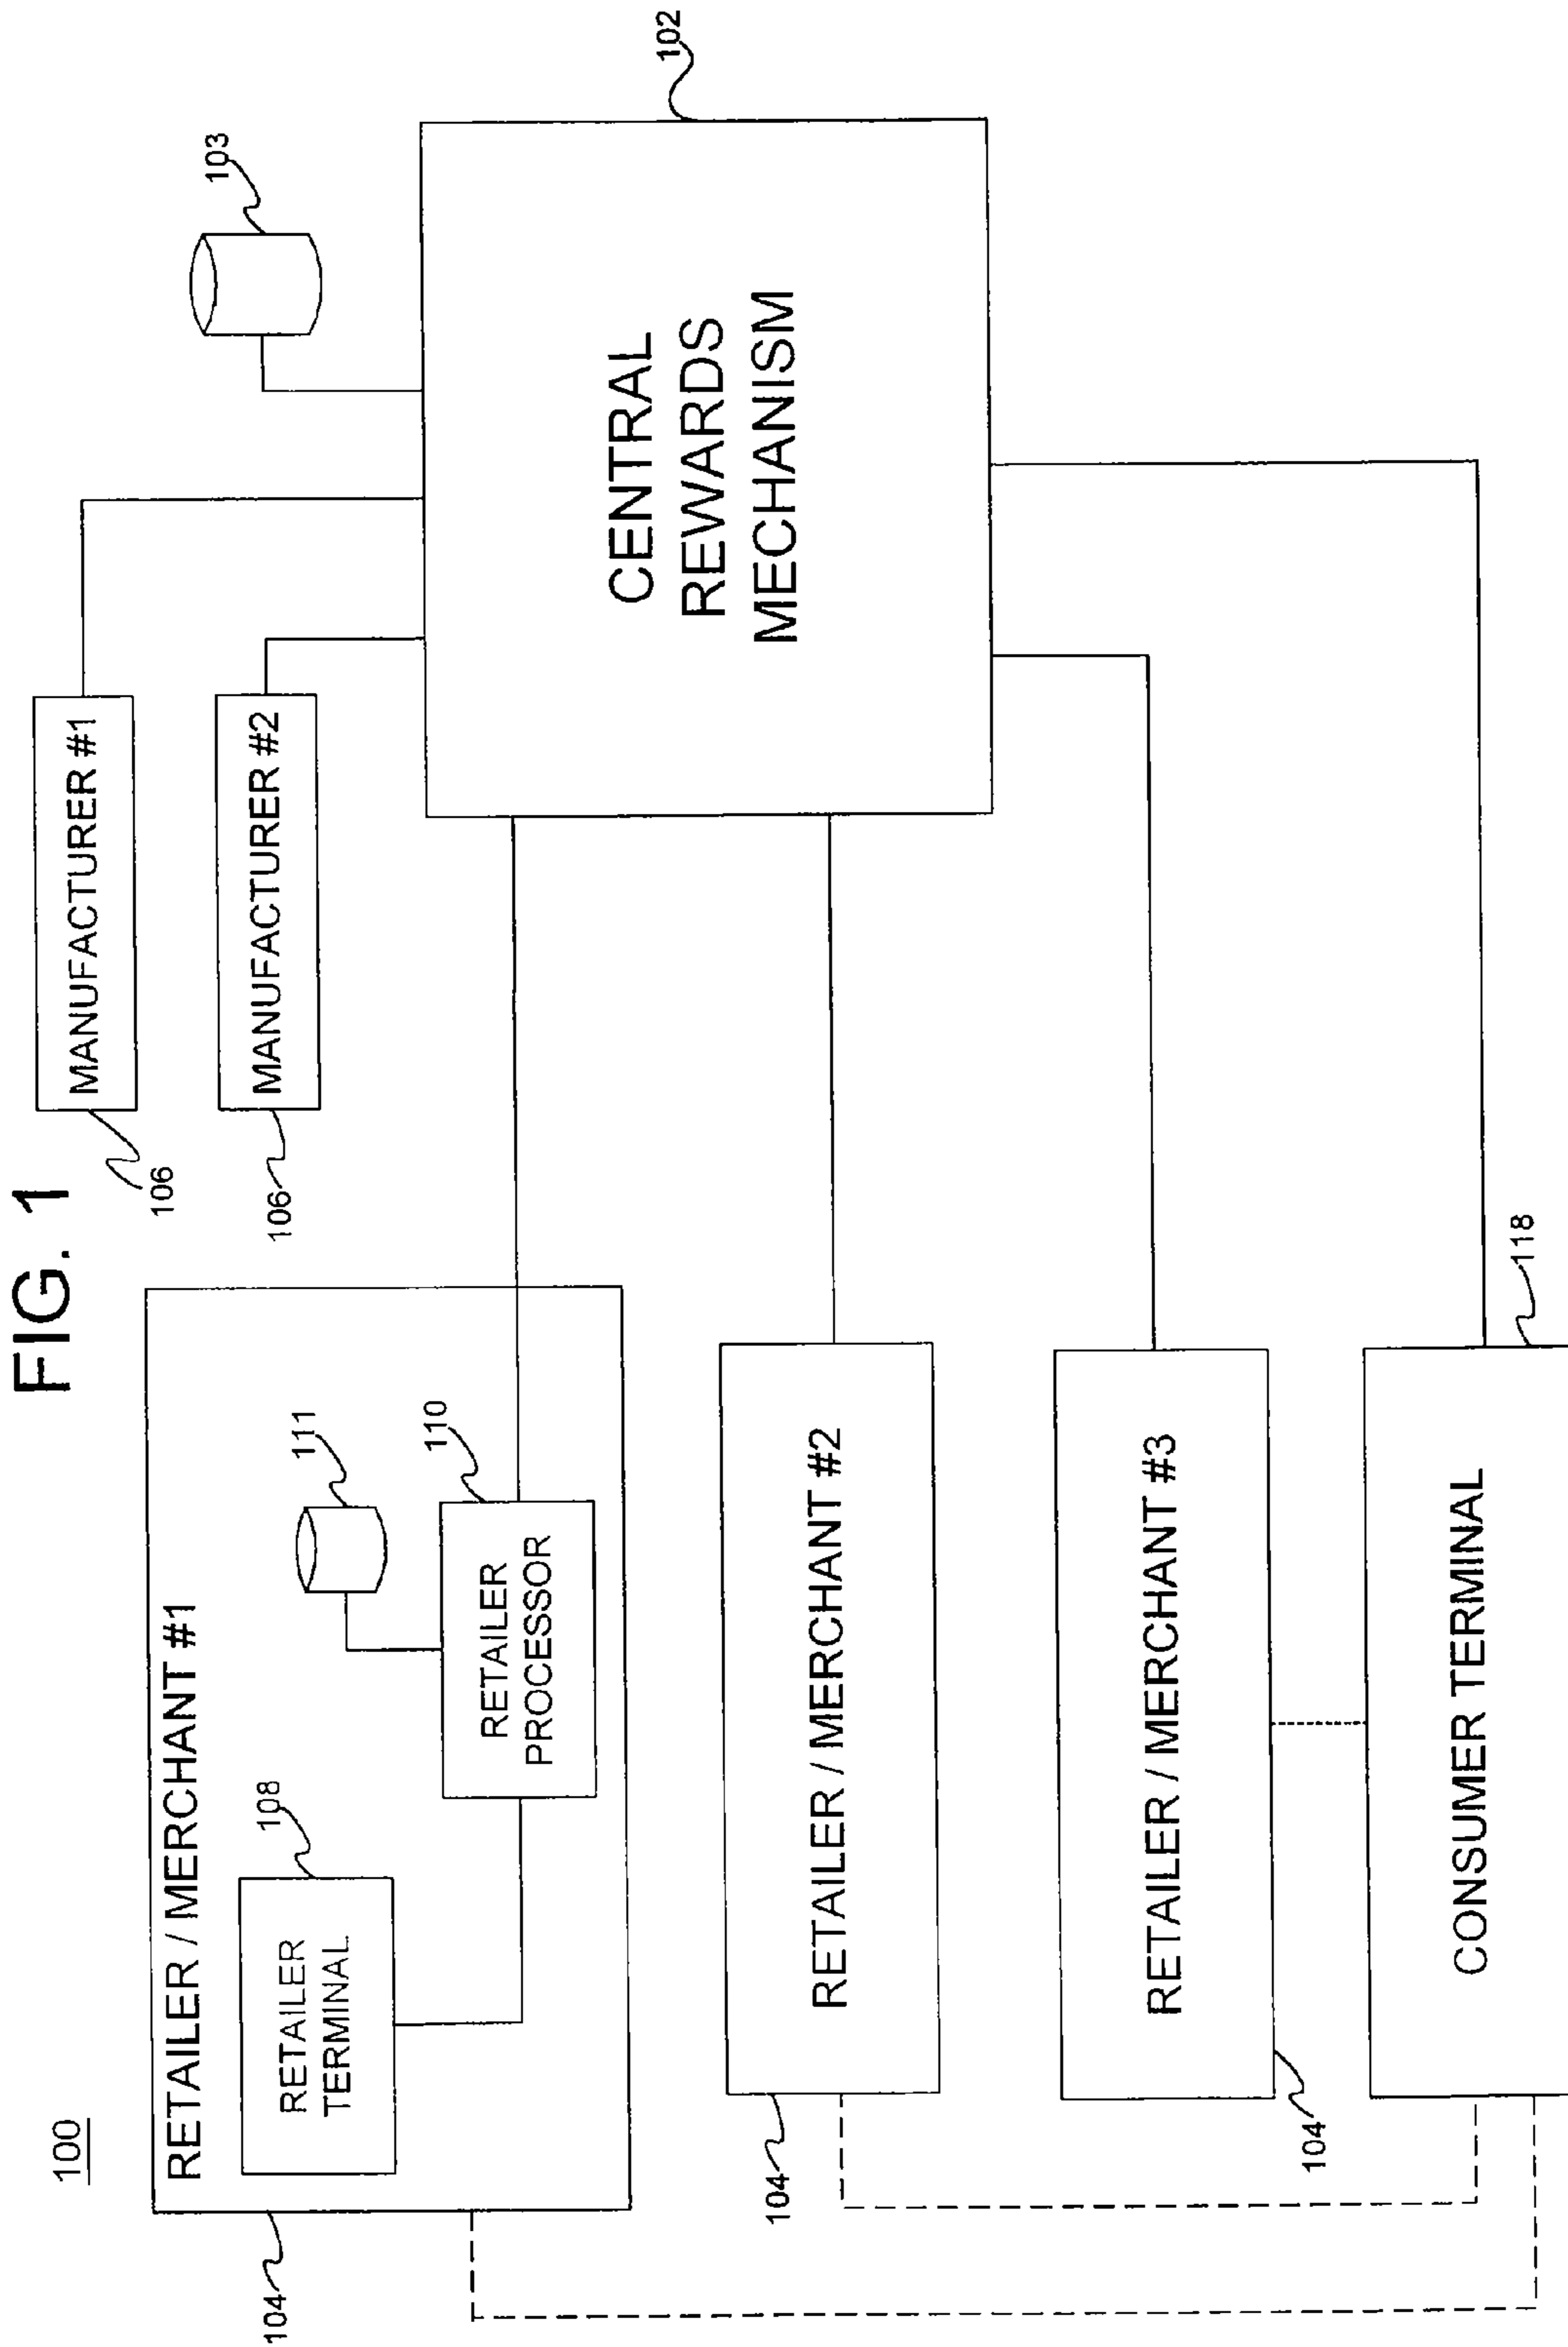 FIG. 1
100
RETAILER / MERCHANT #1
104
RETAILER
TERMINAL
108
111
RETAILER
PROCESSOR
110
106
MANUFACTURER #1
106
MANUFACTURER #2
103
CENTRAL
REWARDS
MECHANISM
102
104
RETAILER / MERCHANT #2
104
RETAILER / MERCHANT #3
CONSUMER TERMINAL
118